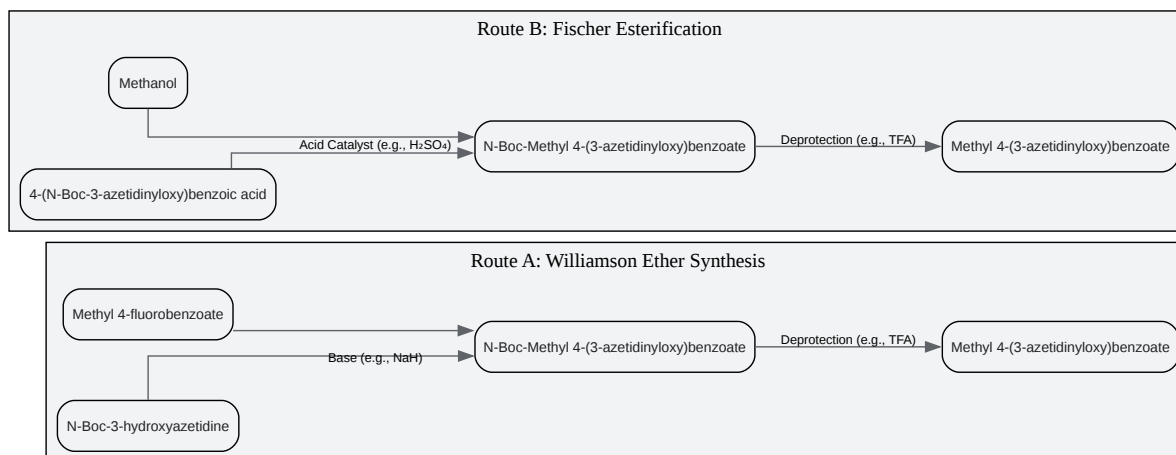 Route B: Fischer Esterification
Methanol
Acid Catalyst (e.g., H₂SO₄)
4-(N-Boc-3-azetidinyloxy)benzoic acid
N-Boc-Methyl 4-(3-azetidinyloxy)benzoate
Deprotection (e.g., TFA)
Methyl 4-(3-azetidinyloxy)benzoate
Route A: Williamson Ether Synthesis
Methyl 4-fluorobenzoate
Base (e.g., NaH)
N-Boc-3-hydroxyazetidine
N-Boc-Methyl 4-(3-azetidinyloxy)benzoate
Deprotection (e.g., TFA)
Methyl 4-(3-azetidinyloxy)benzoate